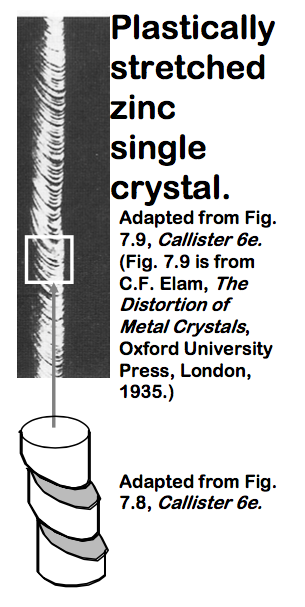 Plastically
stretched
zinc
single
crystal.
Adapted from Fig.
7.9, Callister 6e.
(Fig. 7.9 is from
C.F. Elam, The
Distortion of
Metal Crystals,
Oxford University
Press, London,
1935.)
Adapted from Fig.
7.8, Callister 6e.